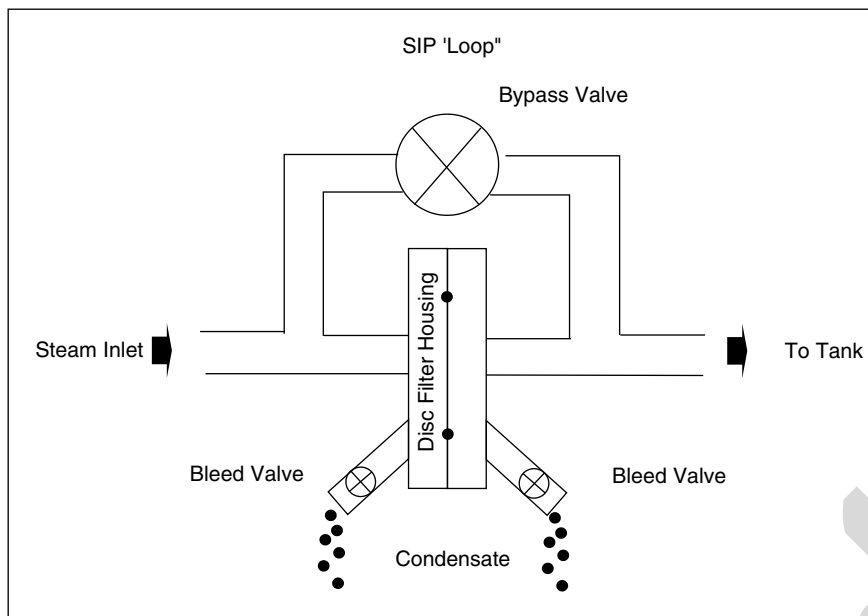 SIP 'Loop"
Bypass Valve
Disc Filter Housing
Steam Inlet
To Tank
Bleed Valve
Bleed Valve
Condensate